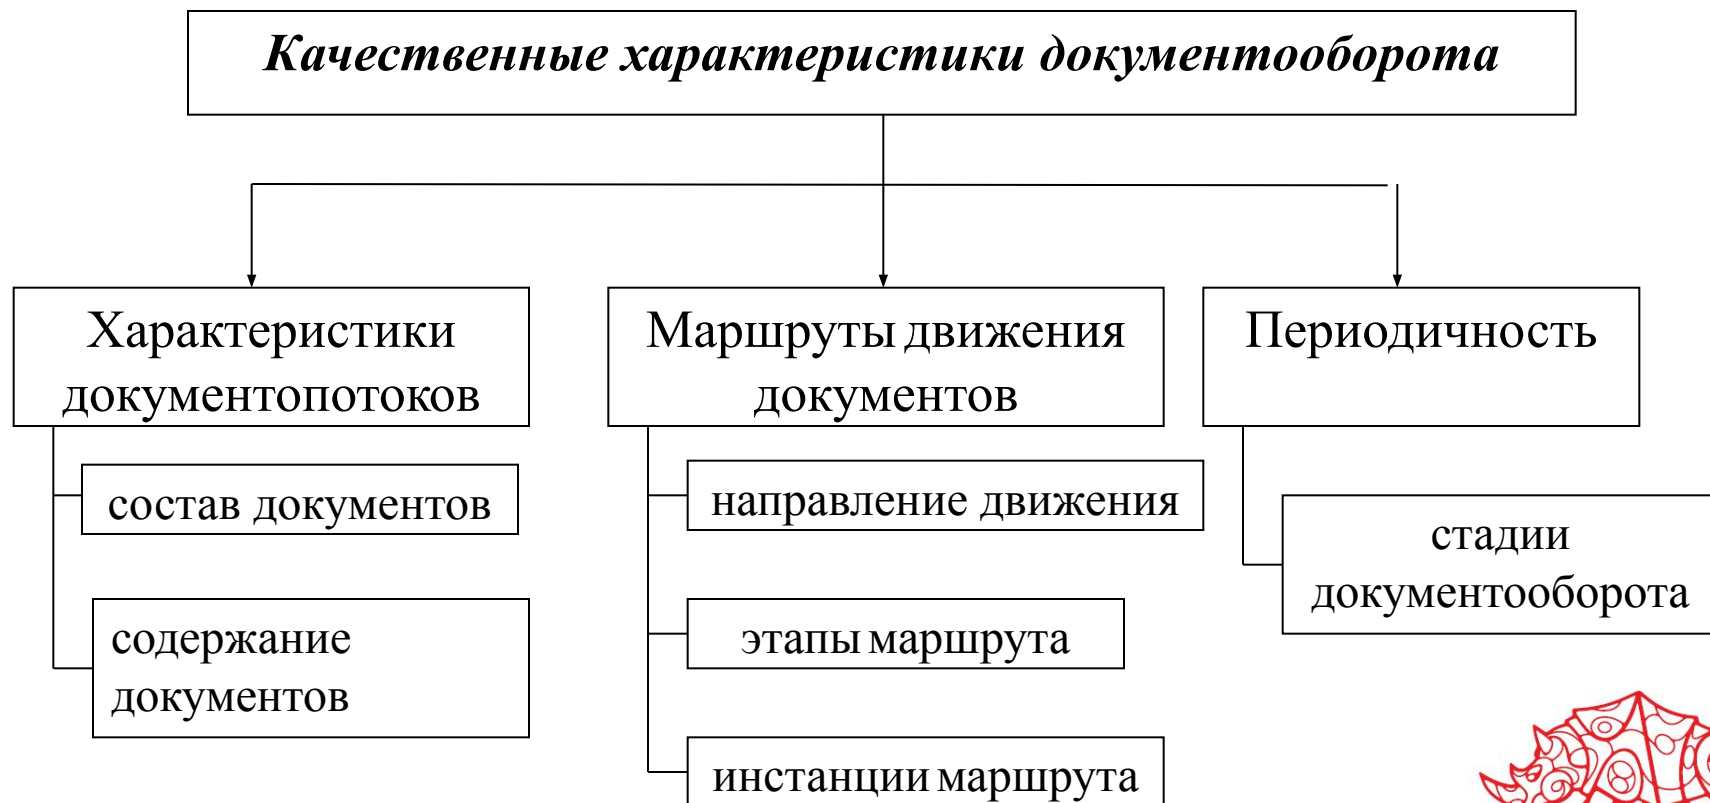 Качественные характеристики документооборота
Характеристики
документопотоков
Маршруты движения
документов
Периодичность
состав документов
содержание
документов
направление движения
этапы маршрута
инстанции маршрута
стадии
документооборота